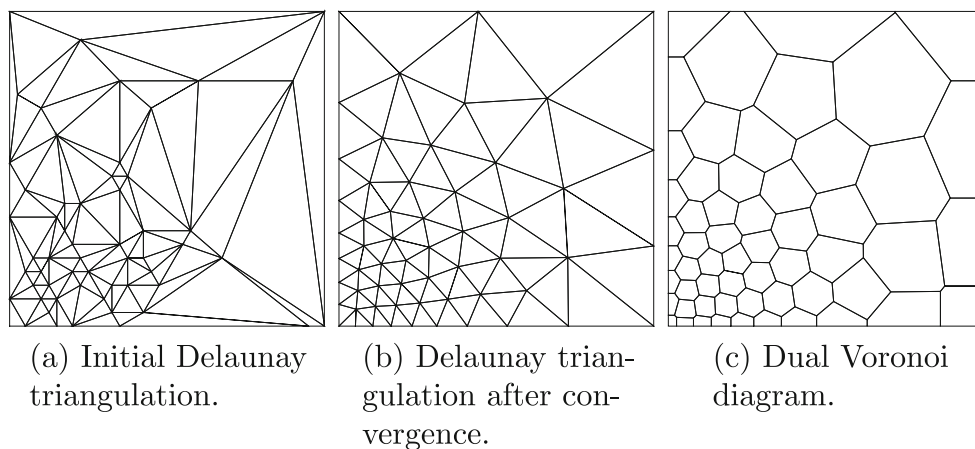 (a) Initial Delaunay
triangulation.
(b) Delaunay trian-
gulation after con-
vergence.
(c) Dual Voronoi
diagram.